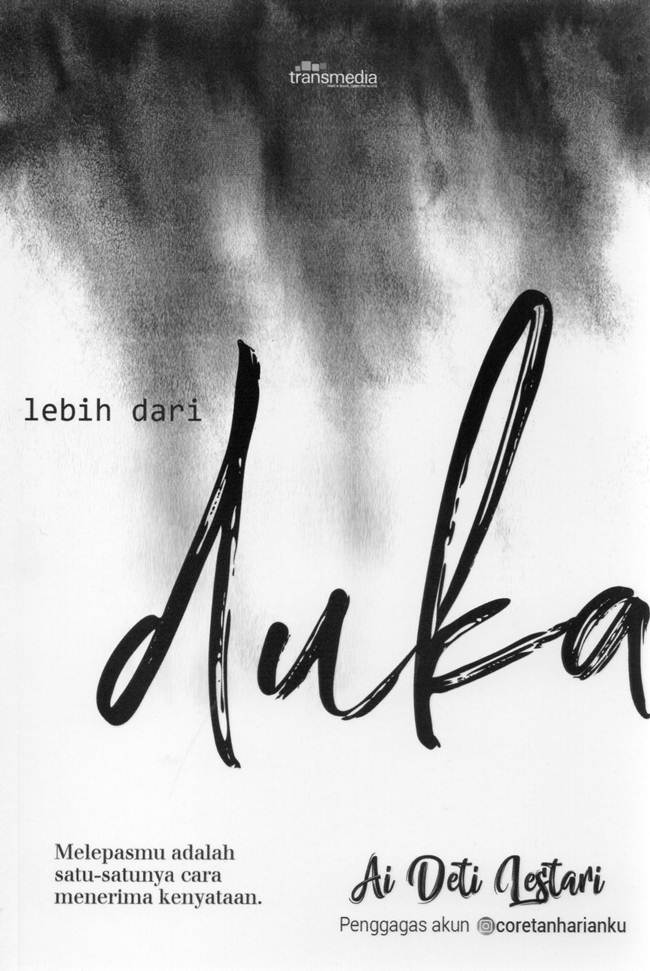 transmedia
lebih dari
duka
Melepasmu adalah
satu-satunya cara
menerima kenyataan.
Ai Deti Lestari
Penggagas akun @coretanharianku